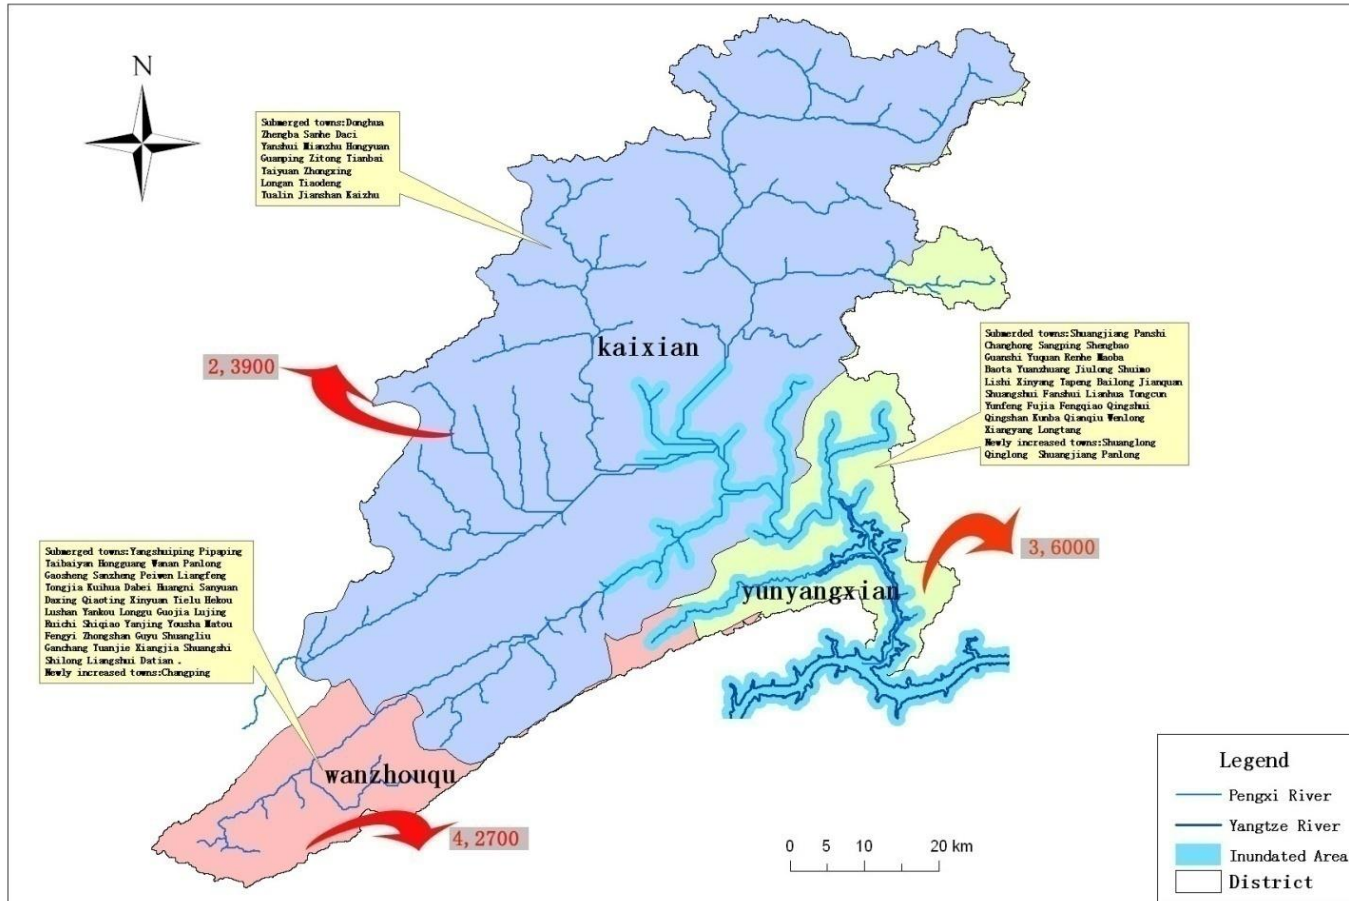 N
Submerged towns:Donghua
Zhengba Sanhe Daci
Yanshui Mianzhu Hongyuan
Guanping Zitong Tianbai
Taiyuan Zhongxing
Longan Tiaodeng
Yualin Jianshan Kaizhu
kaixian
2,3900
Submerded towns:Shuangjiang Panshi
Changhong Sangping Shengbao
Guanshi Yuquan Renhe Maoba
Baota Yuanzhuang Jiulong Shuimo
Lishi Xinyang Tapeng Bailong Jianquan
Shuangshui Fanshui Lianhua Tongcun
Yunfeng Fujia Fengqiao Qingshui
Qingshan Kunba Qianqiu Wenlong
Xiangyang Longtang
Newly increased towns:Shuanglong
Qinglong Shuangjiang Panlong
3,6000
yunyangxian
Submerged towns:Yangshuiping Pipaping
Taibaiyan Hongguang Wanan Panlong
Gaosheng Sanzheng Peiwen Liangfeng
Tongjia Kuihua Dabei Huangni Sanyuan
Daxing Qiaoting Xinyuan Tielu Hekou
Lushan Yankou Longgu Guojia Lujing
Ruichi Shiqiao Yanjing Yousha Matou
Fengyi Zhongshan Guyu Shuangliu
Ganchang Yuanjie Xiangjia Shuangshi
Shilong Liangshui Datian .
Newly increased towns:Changping
wanzhouqu
4,2700
0 5 10 20 km
Legend
Pengxi River
Yangtze River
Inundated Area
District